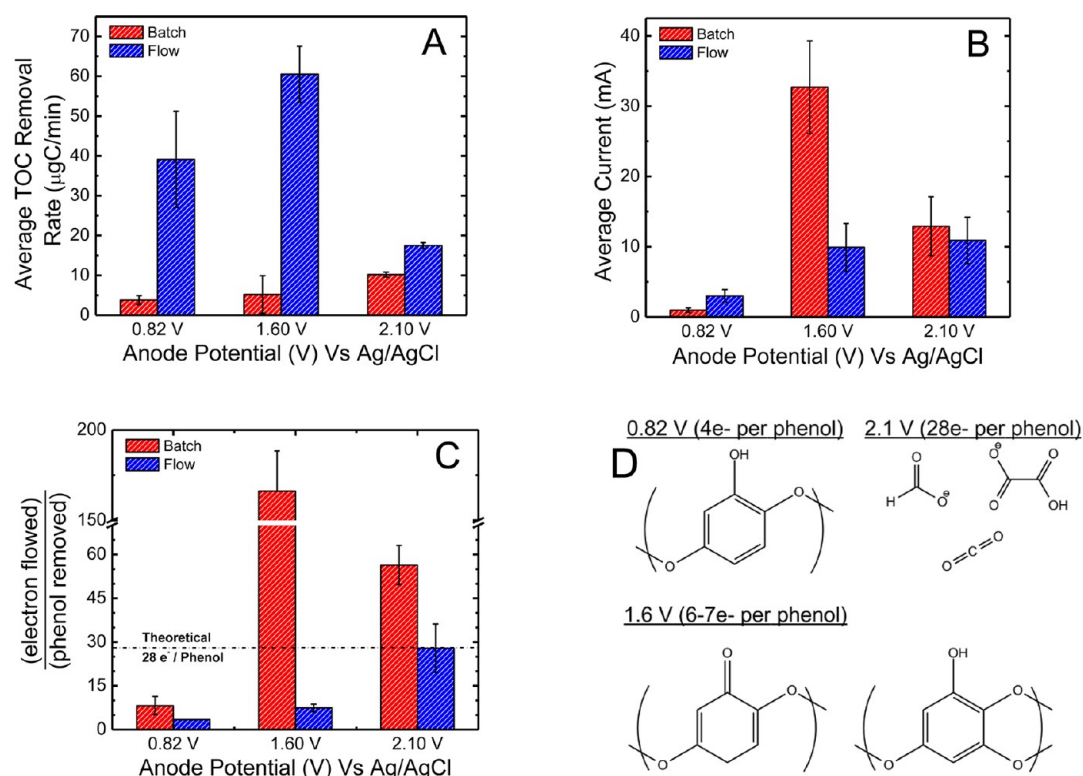 A
Batch
Flow
Average TOC Removal
Rate (µgC/min)
70
60
50
40
30
20
10
0
0.82 V 1.60 V 2.10 V
Anode Potential (V) Vs Ag/AgCl
B
Batch
Flow
Average Current (mA)
40
30
20
10
0
0.82 V 1.60 V 2.10 V
Anode Potential (V) Vs Ag/AgCl
C
Batch
Flow
(electron flowed)
(phenol removed)
200
150
60
45
30
15
0
Theoretical
28 e⁻ / Phenol
0.82 V 1.60 V 2.10 V
Anode Potential (V) Vs Ag/AgCl
D
0.82 V (4e- per phenol)
OH
O
O
2.1 V (28e- per phenol)
O
H
O⊖
O⊖
O
O
OH
O
C
O
1.6 V (6-7e- per phenol)
O
O
O
OH
O
O
O
O